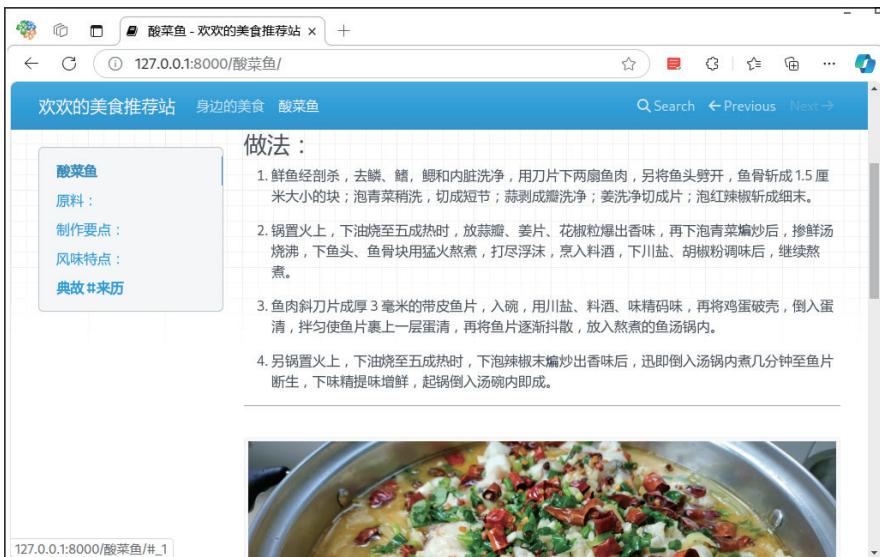 酸菜鱼 - 欢欢的美食推荐站
127.0.0.1:8000/酸菜鱼/
欢欢的美食推荐站 身边的美食 酸菜鱼 Search Previous Next
酸菜鱼
原料：
制作要点：
风味特点：
典故#来历
做法：
1. 鲜鱼经剖杀，去鳞、鳍，鳃和内脏洗净，用刀片下两扇鱼肉，另将鱼头劈开，鱼骨斩成 1.5 厘
米大小的块；泡青菜稍洗，切成短节；蒜剥成瓣洗净；姜洗净切成片；泡红辣椒斩成细末。
2. 锅置火上，下油烧至五成热时，放蒜瓣、姜片、花椒粒爆出香味，再下泡青菜煸炒后，掺鲜汤
烧沸，下鱼头、鱼骨块用猛火熬煮，打尽浮沫，烹入料酒，下川盐、胡椒粉调味后，继续熬
煮。
3. 鱼肉斜刀片成厚 3 毫米的带皮鱼片，入碗，用川盐、料酒、味精码味，再将鸡蛋破壳，倒入蛋
清，拌匀使鱼片裹上一层蛋清，再将鱼片逐渐抖散，放入熬煮的鱼汤锅内。
4. 另锅置火上，下油烧至五成热时，下泡辣椒末煸炒出香味后，迅即倒入汤锅内煮几分钟至鱼片
断生，下味精提味增鲜，起锅倒入汤碗内即成。
127.0.0.1:8000/酸菜鱼/#_1